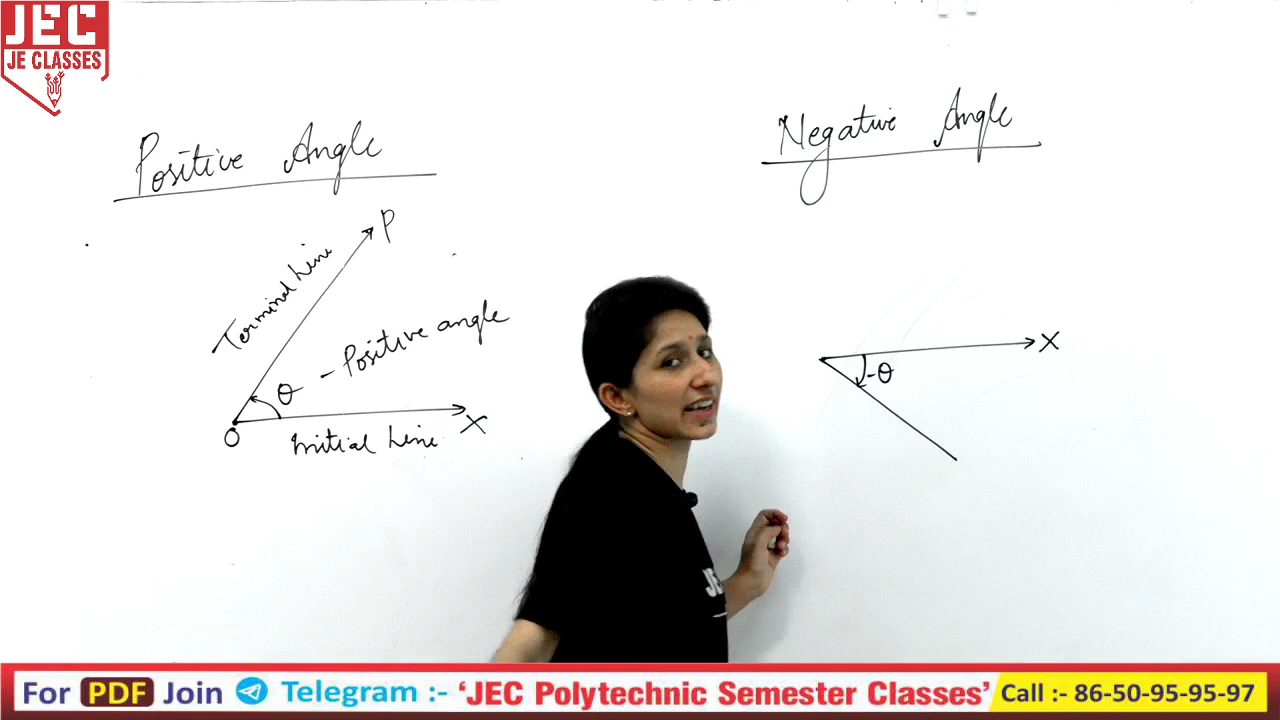 JEC
JE CLASSES
Positive Angle
P
Terminal Line
θ - Positive angle
O
Initial Line
X
Negative Angle
X
-θ
JE
For PDF Join Telegram :- ‘JEC Polytechnic Semester Classes’ Call :- 86-50-95-95-97